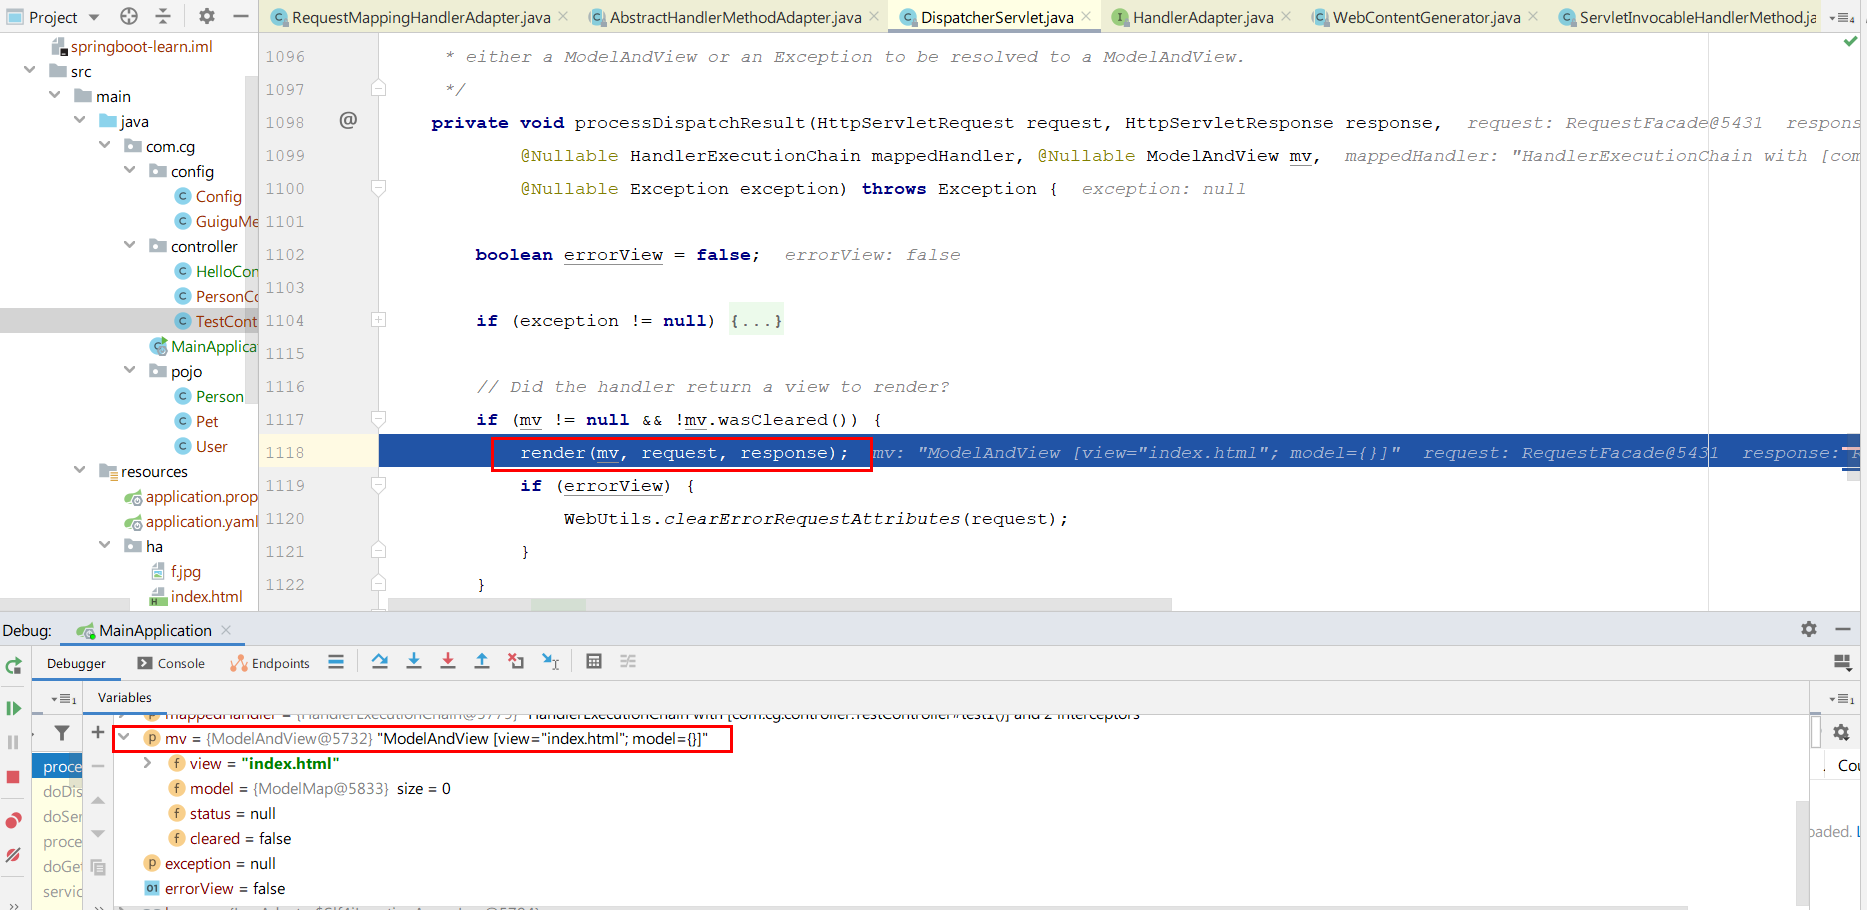 Project
RequestMappingHandlerAdapter.java
AbstractHandlerMethodAdapter.java
DispatcherServlet.java
HandlerAdapter.java
WebContentGenerator.java
ServletInvocableHandlerMethod.ja
springboot-learn.iml
src
main
java
com.cg
config
Config
GuiguMe
controller
HelloCon
PersonCo
TestCont
MainApplica
pojo
Person
Pet
User
resources
application.prop
application.yaml
ha
f.jpg
index.html
1096 * either a ModelAndView or an Exception to be resolved to a ModelAndView.
1097 */
1098 @ private void processDispatchResult(HttpServletRequest request, HttpServletResponse response, request: RequestFacade@5431 respons
1099 @Nullable HandlerExecutionChain mappedHandler, @Nullable ModelAndView mv, mappedHandler: "HandlerExecutionChain with [com
1100 @Nullable Exception exception) throws Exception { exception: null
1101
1102 boolean errorView = false; errorView: false
1103
1104 if (exception != null) {...}
1115
1116 // Did the handler return a view to render?
1117 if (mv != null && !mv.wasCleared()) {
1118 render(mv, request, response); mv: "ModelAndView [view="index.html"; model={}]" request: RequestFacade@5431 response: R
1119 if (errorView) {
1120 WebUtils.clearErrorRequestAttributes(request);
1121 }
1122 }
Debug: MainApplication
Debugger Console Endpoints
Variables
mappedHandler = {HandlerExecutionChain@5775} "HandlerExecutionChain with [com.cg.controller.TestController#test1()] and 2 interceptors
mv = {ModelAndView@5732} "ModelAndView [view="index.html"; model={}]"
view = "index.html"
model = {ModelMap@5833} size = 0
status = null
cleared = false
exception = null
errorView = false
proce
doDis
doSer
proce
doGet
servic
Cou
oaded. L